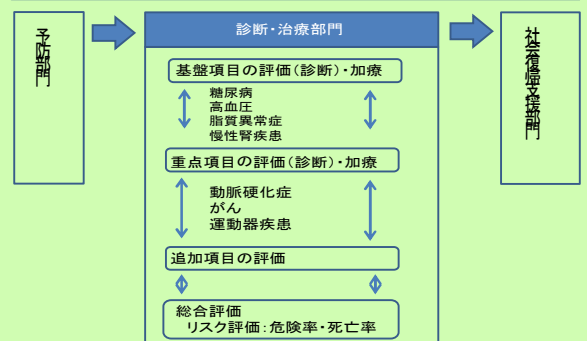 予防部門
診断・治療部門
基盤項目の評価(診断)・加療
糖尿病
高血圧
脂質異常症
慢性腎疾患
重点項目の評価(診断)・加療
動脈硬化症
がん
運動器疾患
追加項目の評価
総合評価
リスク評価:危険率・死亡率
社会復帰支援部門